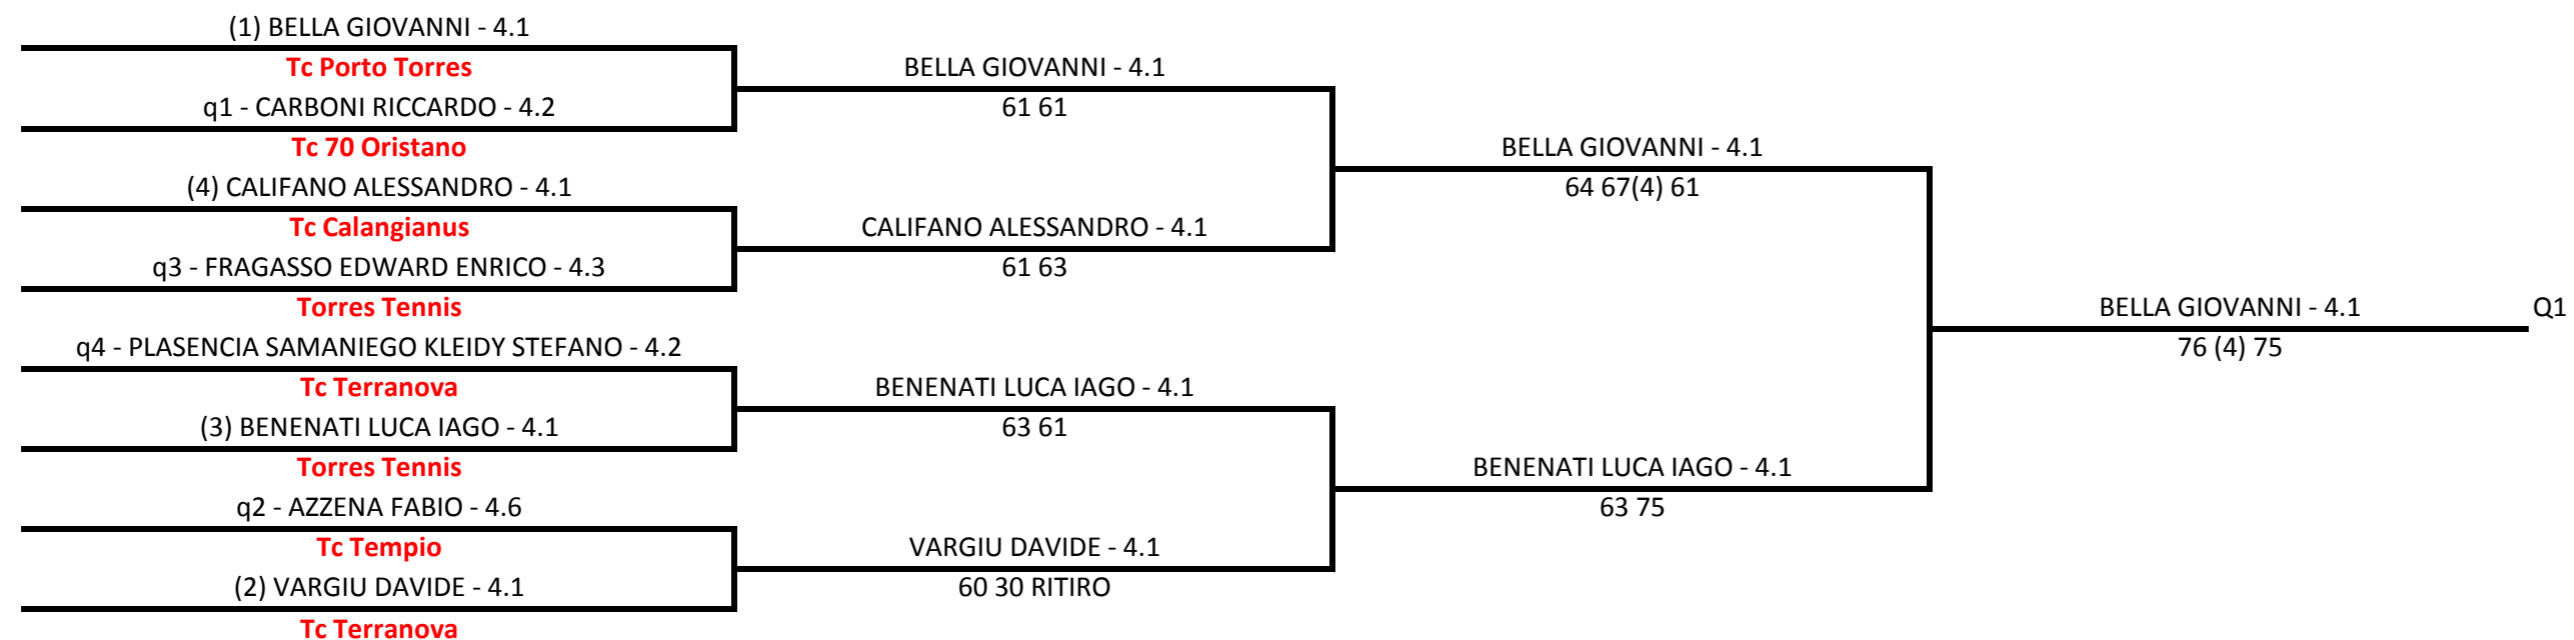 (1) BELLA GIOVANNI - 4.1
Tc Porto Torres
q1 - CARBONI RICCARDO - 4.2
Tc 70 Oristano
(4) CALIFANO ALESSANDRO - 4.1
Tc Calangianus
q3 - FRAGASSO EDWARD ENRICO - 4.3
Torres Tennis
q4 - PLASENCIA SAMANIEGO KLEIDY STEFANO - 4.2
Tc Terranova
(3) BENENATI LUCA IAGO - 4.1
Torres Tennis
q2 - AZZENA FABIO - 4.6
Tc Tempio
(2) VARGIU DAVIDE - 4.1
Tc Terranova
BELLA GIOVANNI - 4.1
61 61
CALIFANO ALESSANDRO - 4.1
61 63
BENENATI LUCA IAGO - 4.1
63 61
VARGIU DAVIDE - 4.1
60 30 RITIRO
BELLA GIOVANNI - 4.1
64 67(4) 61
BENENATI LUCA IAGO - 4.1
63 75
BELLA GIOVANNI - 4.1
76 (4) 75
Q1